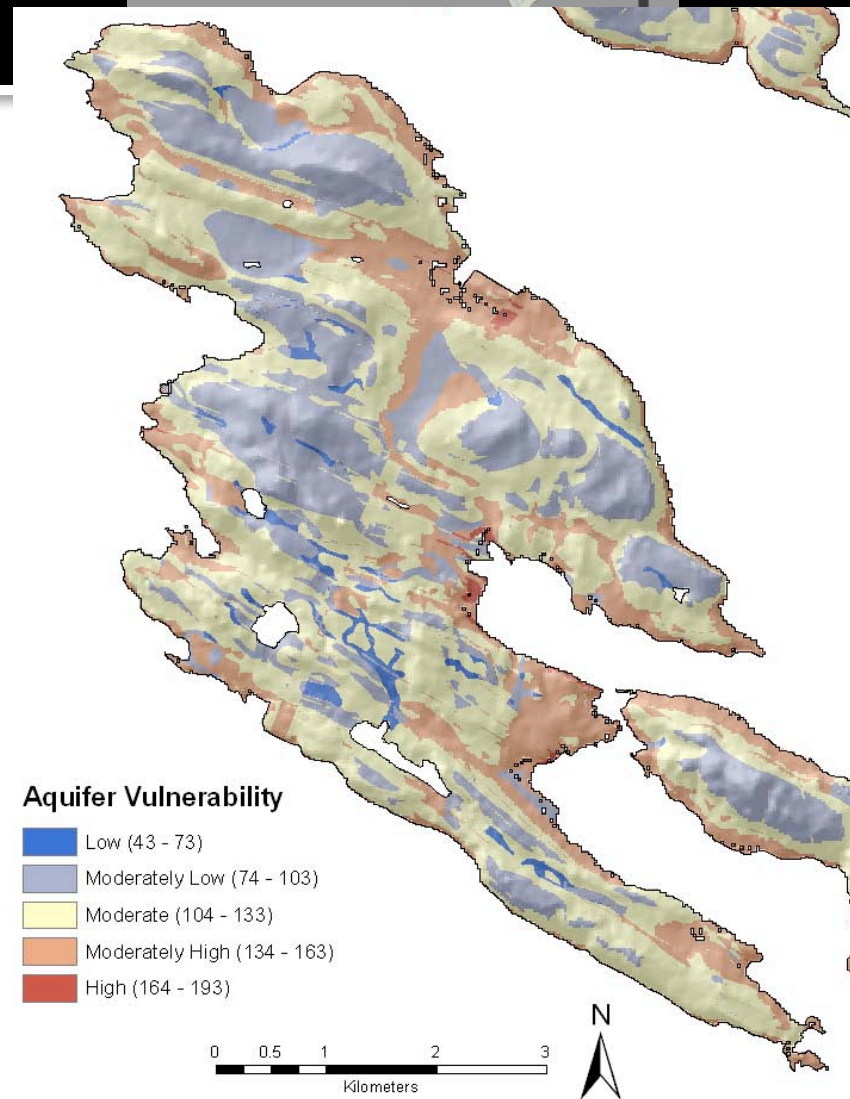 Aquifer Vulnerability
Low (43 - 73)
Moderately Low (74 - 103)
Moderate (104 - 133)
Moderately High (134 - 163)
High (164 - 193)
N
0 0.5 1 2 3
Kilometers